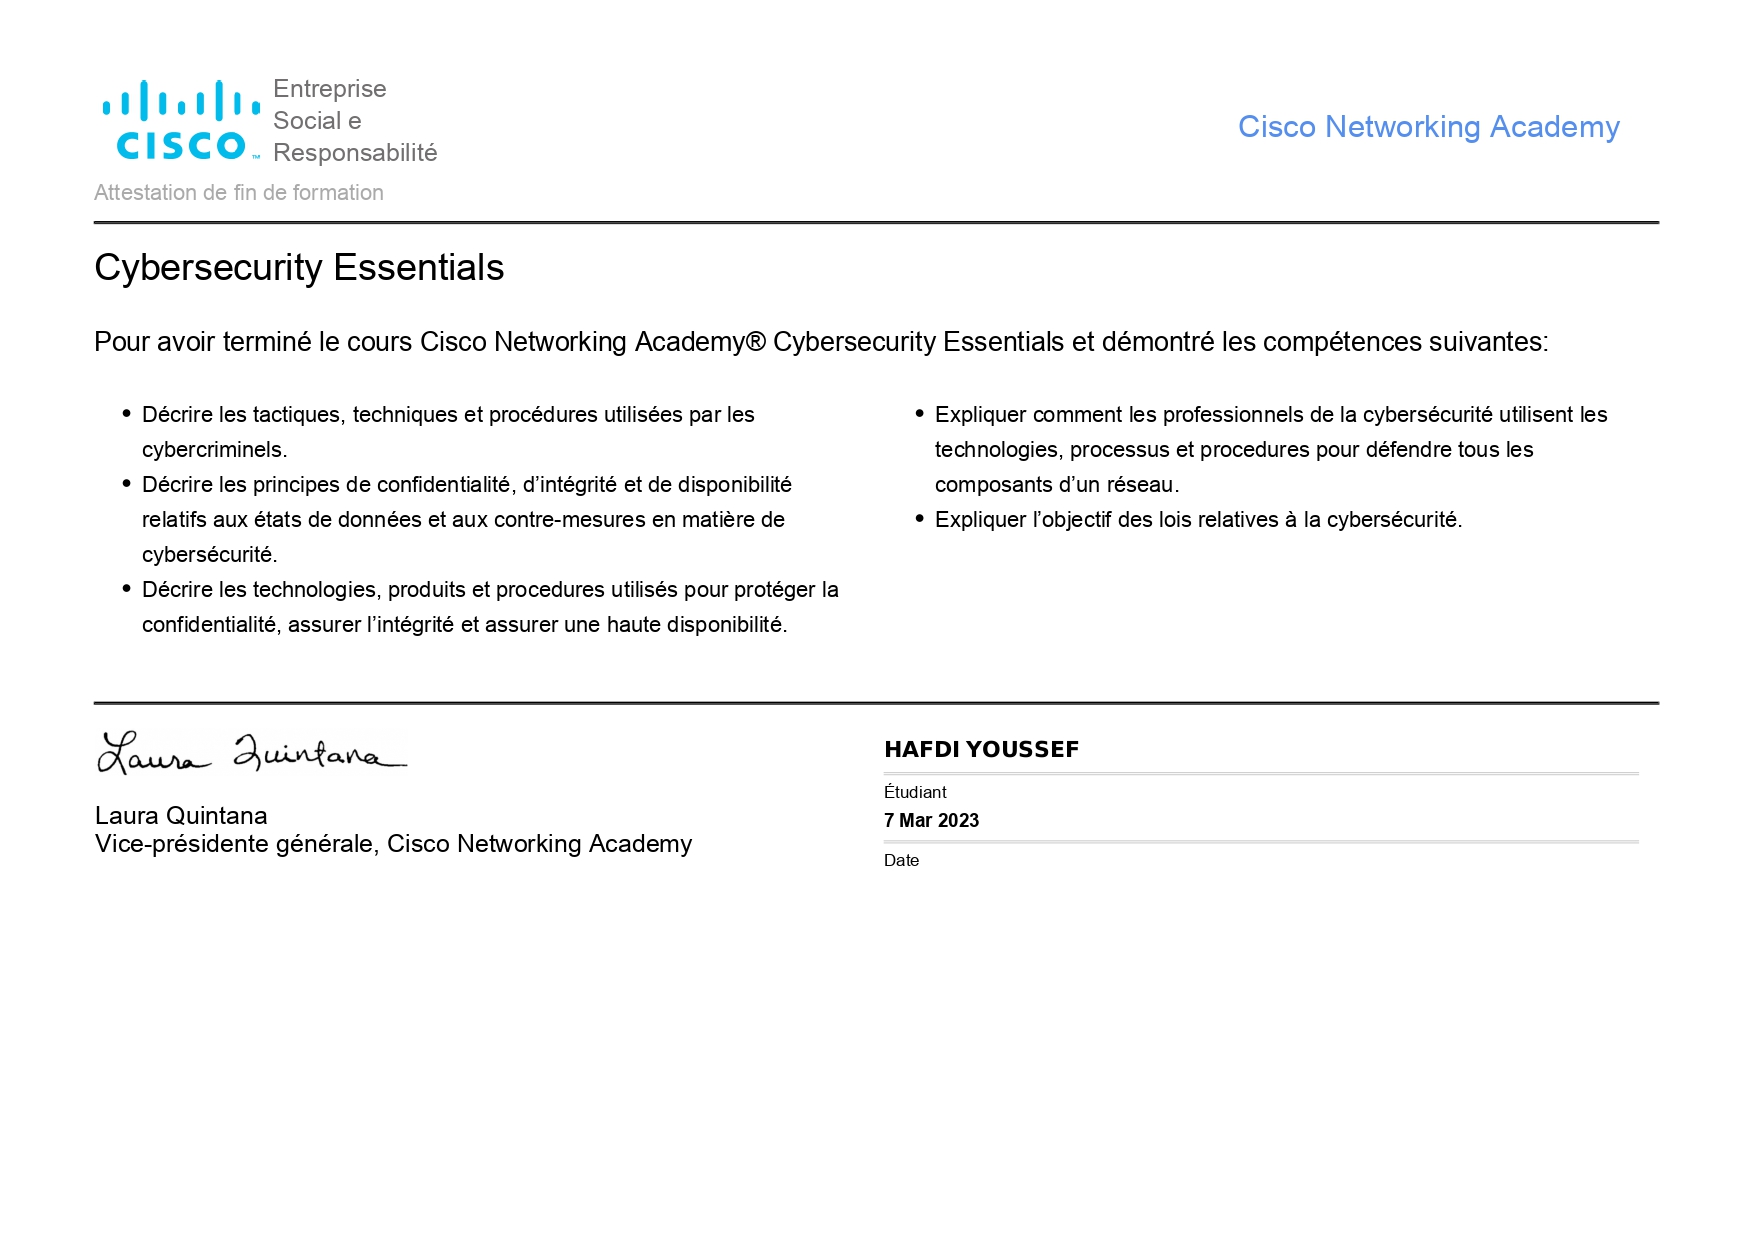 CISCO™
Entreprise
Social e
Responsabilité
Cisco Networking Academy
Attestation de fin de formation
Cybersecurity Essentials
Pour avoir terminé le cours Cisco Networking Academy® Cybersecurity Essentials et démontré les compétences suivantes:
• Décrire les tactiques, techniques et procédures utilisées par les
cybercriminels.
• Décrire les principes de confidentialité, d’intégrité et de disponibilité
relatifs aux états de données et aux contre-mesures en matière de
cybersécurité.
• Décrire les technologies, produits et procedures utilisés pour protéger la
confidentialité, assurer l’intégrité et assurer une haute disponibilité.
• Expliquer comment les professionnels de la cybersécurité utilisent les
technologies, processus et procedures pour défendre tous les
composants d’un réseau.
• Expliquer l’objectif des lois relatives à la cybersécurité.
Laura Quintana
Laura Quintana
Vice-présidente générale, Cisco Networking Academy
HAFDI YOUSSEF
Étudiant
7 Mar 2023
Date